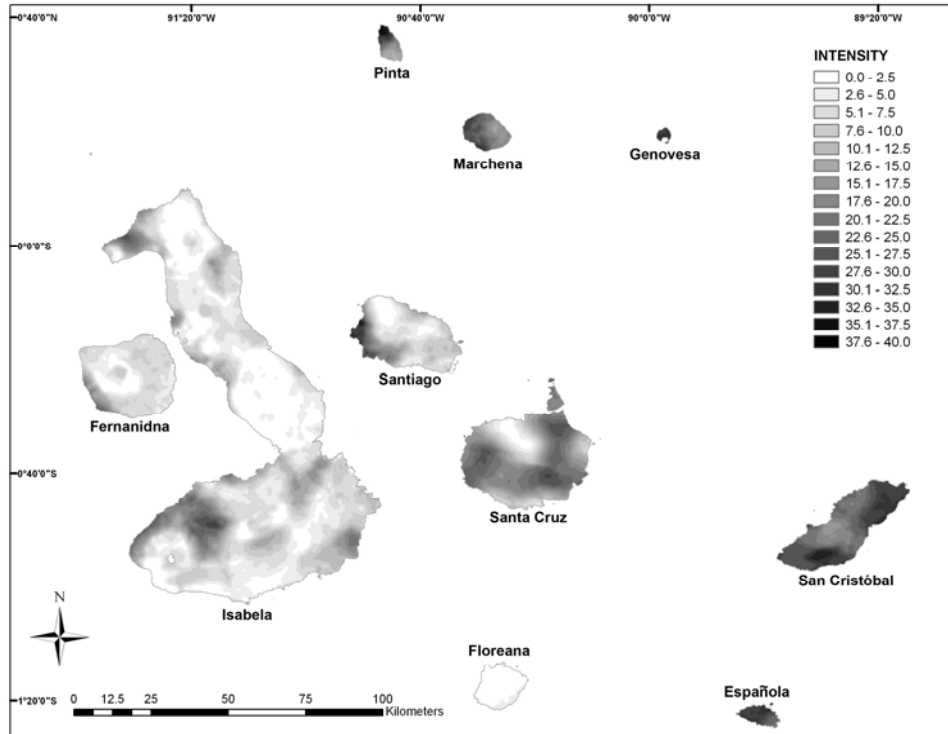 91°20'0"W 90°40'0"W 90°0'0"W 89°20'0"W
0°40'0"N
Pinta
INTENSITY
0.0 - 2.5
2.6 - 5.0
5.1 - 7.5
7.6 - 10.0
10.1 - 12.5
12.6 - 15.0
15.1 - 17.5
17.6 - 20.0
20.1 - 22.5
22.6 - 25.0
25.1 - 27.5
27.6 - 30.0
30.1 - 32.5
32.6 - 35.0
35.1 - 37.5
37.6 - 40.0
Marchena
Genovesa
0°0'0"S
Santiago
Fernanidna
0°40'0"S
Santa Cruz
San Cristóbal
Isabela
N
Floreana
Española
1°20'0"S
0 12.5 25 50 75 100
Kilometers